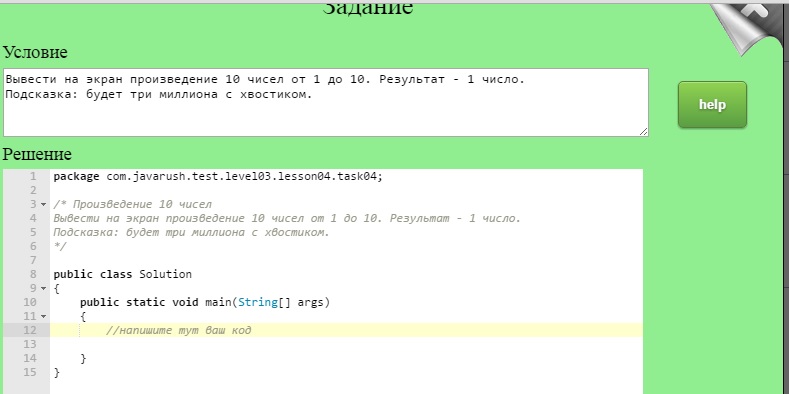 Задание
Условие
Вывести на экран произведение 10 чисел от 1 до 10. Результат - 1 число.
Подсказка: будет три миллиона с хвостиком.
help
Решение
1 package com.javarush.test.level03.lesson04.task04;
2
3 /* Произведение 10 чисел
4 Вывести на экран произведение 10 чисел от 1 до 10. Результат - 1 число.
5 Подсказка: будет три миллиона с хвостиком.
6 */
7
8 public class Solution
9 {
10 public static void main(String[] args)
11 {
12 //напишите тут ваш код
13
14 }
15 }